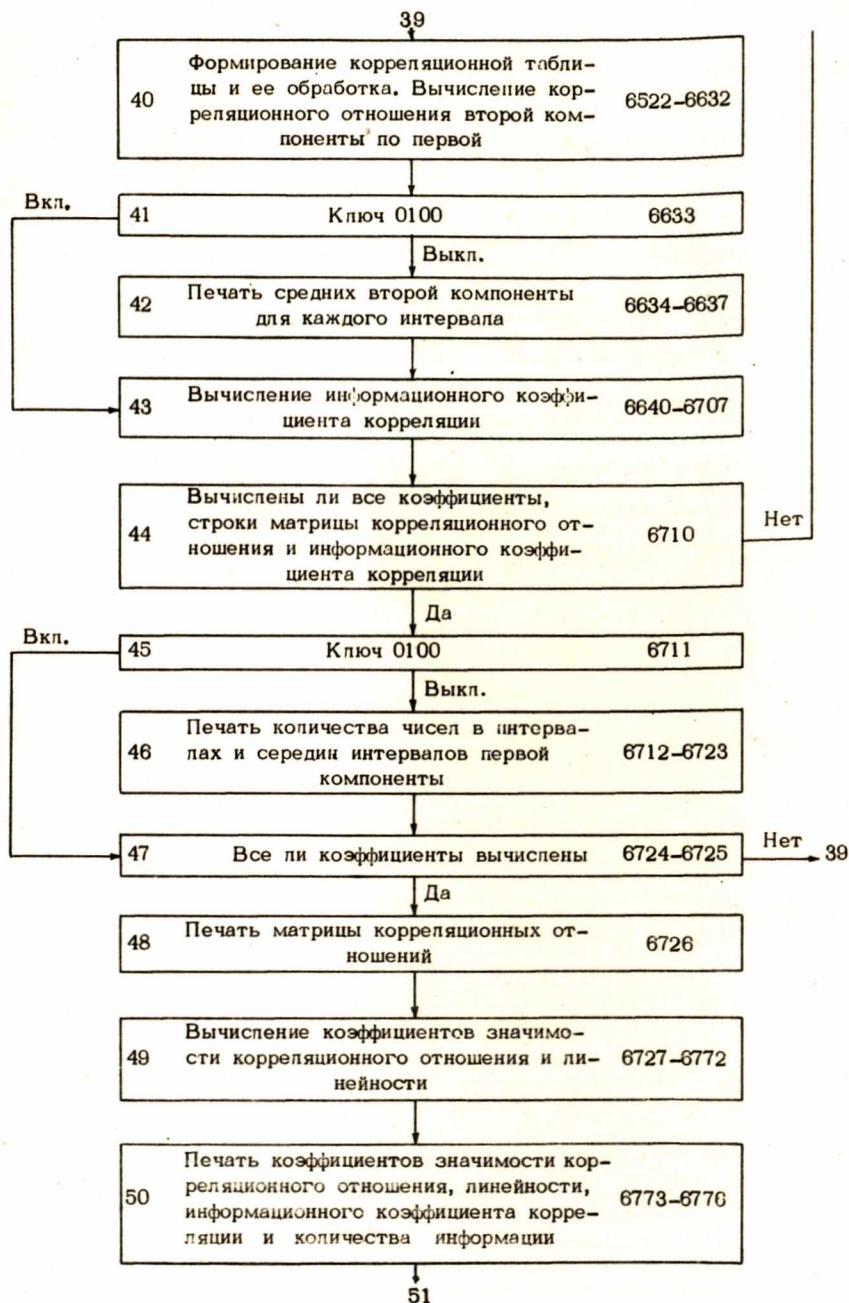 39
Формирование корреляционной табли-
цы и ее обработка. Вычисление кор-
40
реляционного отношения второй ком-
поненты по первой
6522–6632
Вкл.
41 Ключ 0100 6633
Выкл.
Печать средних второй компоненты
42 для каждого интервала 6634–6637
Вычисление информационного коэффи-
43 циента корреляции 6640–6707
Вычислены ли все коэффициенты,
строки матрицы корреляционного от-
44 ношения и информационного коэффи- 6710
циента корреляции
Нет
Да
Вкл.
45 Ключ 0100 6711
Выкл.
Печать количества чисел в интерва-
46 лах и середин интервалов первой 6712–6723
компоненты
47 Все ли коэффициенты вычислены 6724–6725 Нет 39
Да
Печать матрицы корреляционных от-
48 ношений 6726
Вычисление коэффициентов значимо-
49 сти корреляционного отношения и ли- 6727–6772
нейности
Печать коэффициентов значимости кор-
реляционного отношения, линейности,
50 информационного коэффициента корре- 6773–6776
ляции и количества информации
51